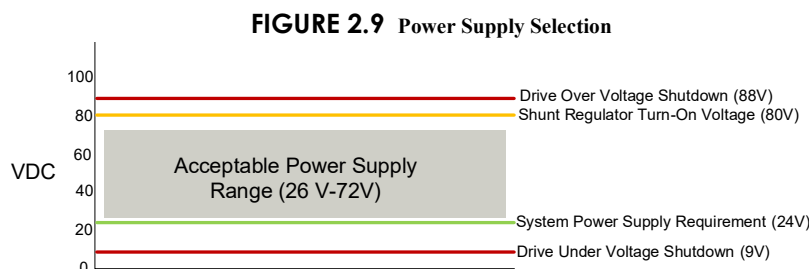 FIGURE 2.9 Power Supply Selection
100
80
60
40
20
0
VDC
Drive Over Voltage Shutdown (88V)
Shunt Regulator Turn-On Voltage (80V)
Acceptable Power Supply
Range (26 V-72V)
System Power Supply Requirement (24V)
Drive Under Voltage Shutdown (9V)